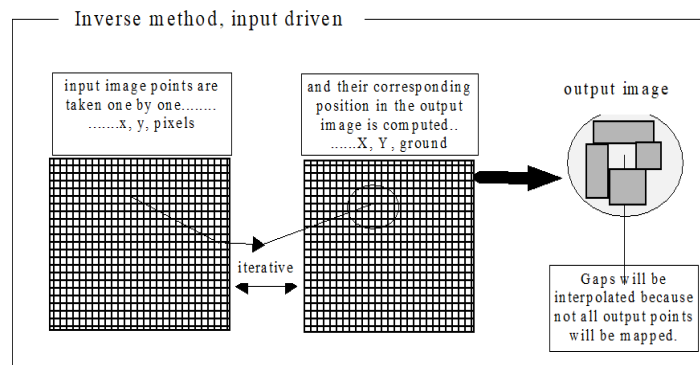 Inverse method, input driven
input image points are
taken one by one........
.......x, y, pixels
and their corresponding
position in the output
image is computed..
......X, Y, ground
output image
iterative
Gaps will be
interpolated because
not all output points
will be mapped.